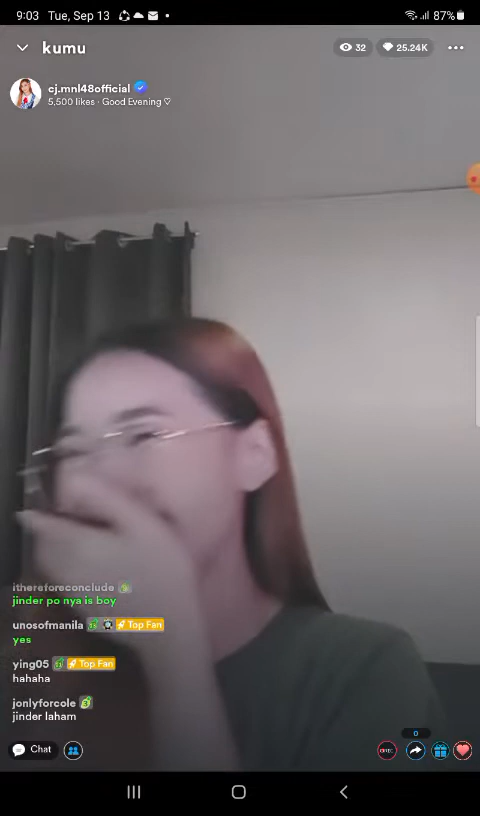 9:03 Tue, Sep 13 87%
kumu 32 25.24K
cj.mnl48official
5,500 likes · Good Evening ♡
ithereforeconclude
jinder po nya is boy
unosofmanila Top Fan
yes
ying05 Top Fan
hahaha
jonlyforcole
jinder laham
0
Chat